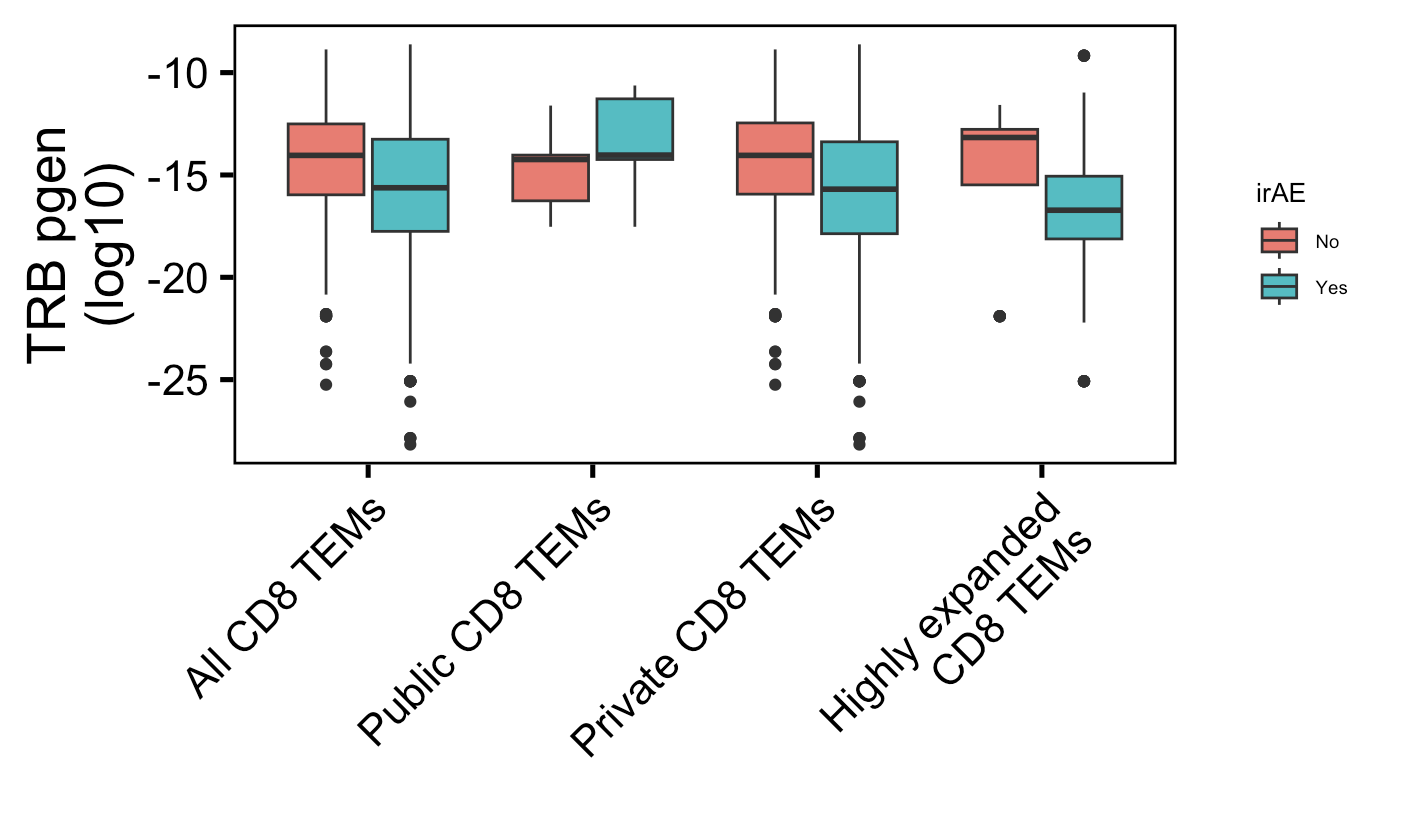 TRB pgen
(log10)
-10
-15
-20
-25
All CD8 TEMs
Public CD8 TEMs
Private CD8 TEMs
Highly expanded
CD8 TEMs
irAE
No
Yes